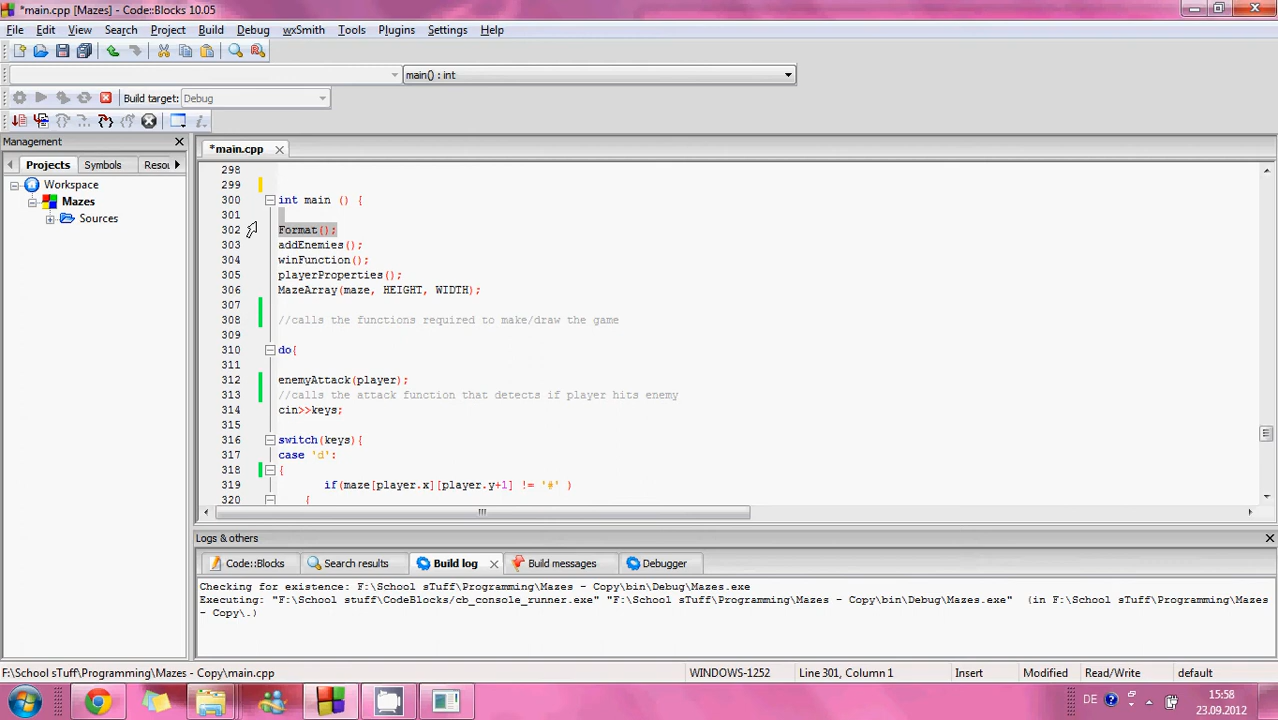 *main.cpp [Mazes] - Code::Blocks 10.05
File Edit View Search Project Build Debug wxSmith Tools Plugins Settings Help
main() : int
Build target: Debug
Management
Projects Symbols Resou
*main.cpp
Workspace
Mazes
Sources
298
299
300 int main () {
301
302 Format();
303 addEnemies();
304 winFunction();
305 playerProperties();
306 MazeArray(maze, HEIGHT, WIDTH);
307
308 //calls the functions required to make/draw the game
309
310 do{
311
312 enemyAttack(player);
313 //calls the attack function that detects if player hits enemy
314 cin>>keys;
315
316 switch(keys){
317 case 'd':
318 {
319 if(maze[player.x][player.y+1] != '#' )
320 {
Logs & others
Code::Blocks Search results Build log Build messages Debugger
Checking for existence: F:\School sTuff\Programming\Mazes - Copy\bin\Debug\Mazes.exe
Executing: "F:\School stuff\CodeBlocks/cb_console_runner.exe" "F:\School sTuff\Programming\Mazes - Copy\bin\Debug\Mazes.exe" (in F:\School sTuff\Programming\Mazes
- Copy\.)
F:\School sTuff\Programming\Mazes - Copy\main.cpp WINDOWS-1252 Line 301, Column 1 Insert Modified Read/Write default
DE 15:58
23.09.2012